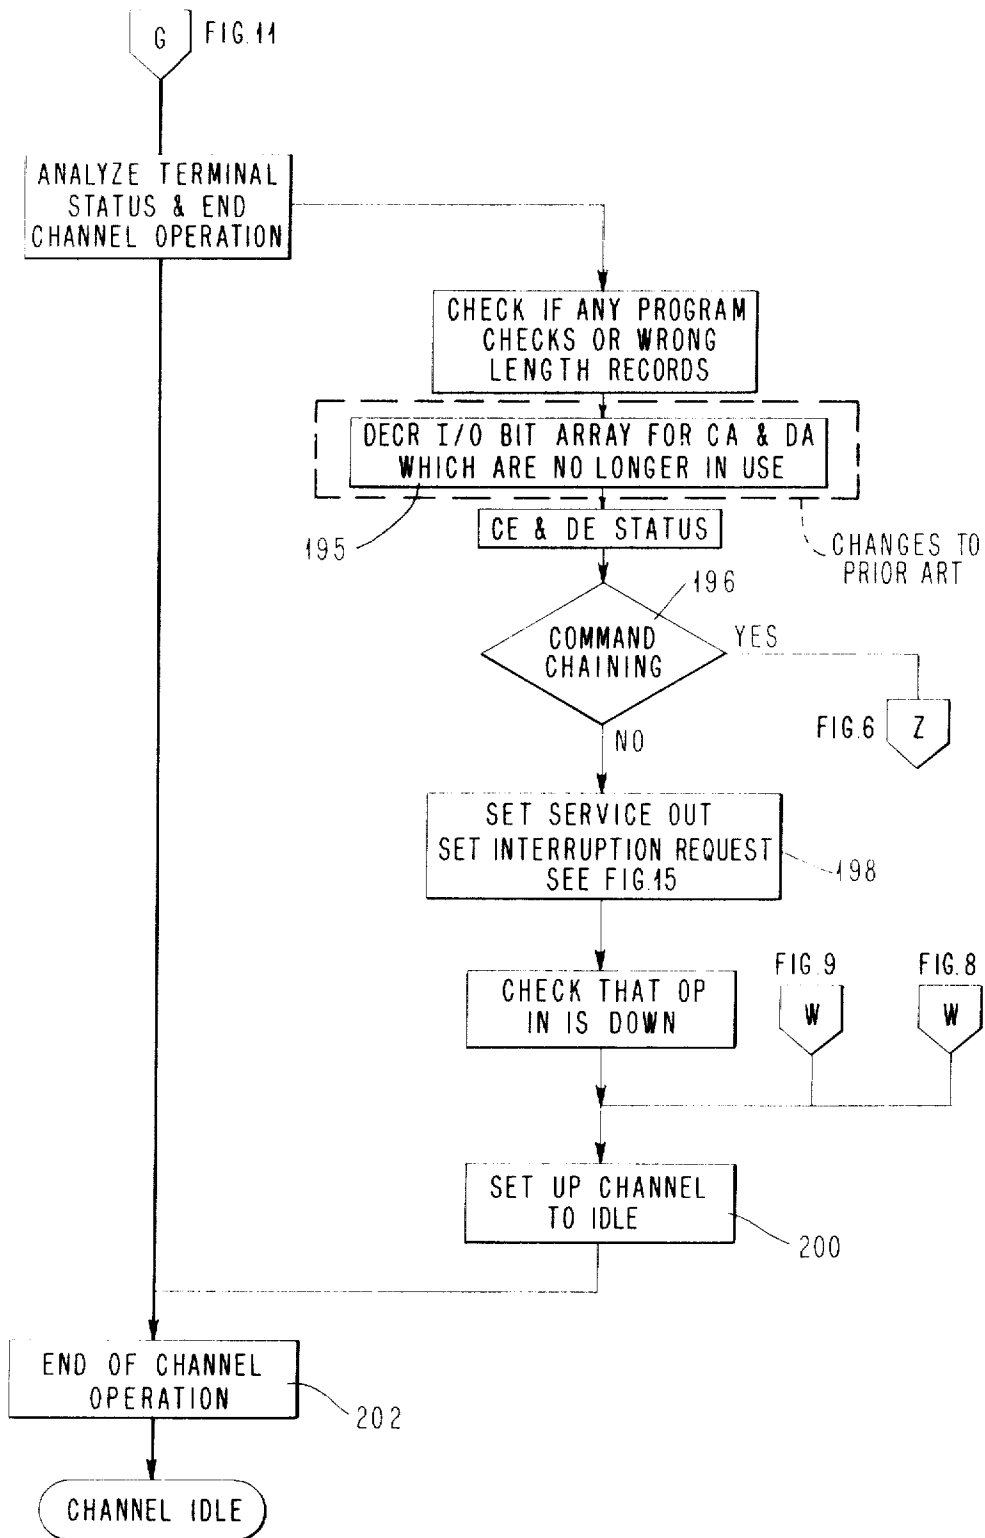 G FIG.11
ANALYZE TERMINAL
STATUS & END
CHANNEL OPERATION
CHECK IF ANY PROGRAM
CHECKS OR WRONG
LENGTH RECORDS
DECR I/O BIT ARRAY FOR CA & DA
WHICH ARE NO LONGER IN USE
195
CE & DE STATUS
CHANGES TO
PRIOR ART
196
COMMAND
CHAINING
YES
FIG.6 Z
NO
SET SERVICE OUT
SET INTERRUPTION REQUEST
SEE FIG.15
198
CHECK THAT OP
IN IS DOWN
FIG.9
W
FIG.8
W
SET UP CHANNEL
TO IDLE
200
END OF CHANNEL
OPERATION
202
CHANNEL IDLE